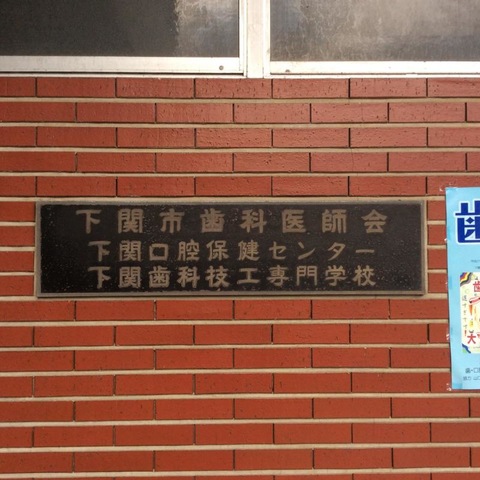 下関市歯科医師会
下関口腔保健センター
下関歯科技工専門学校
歯